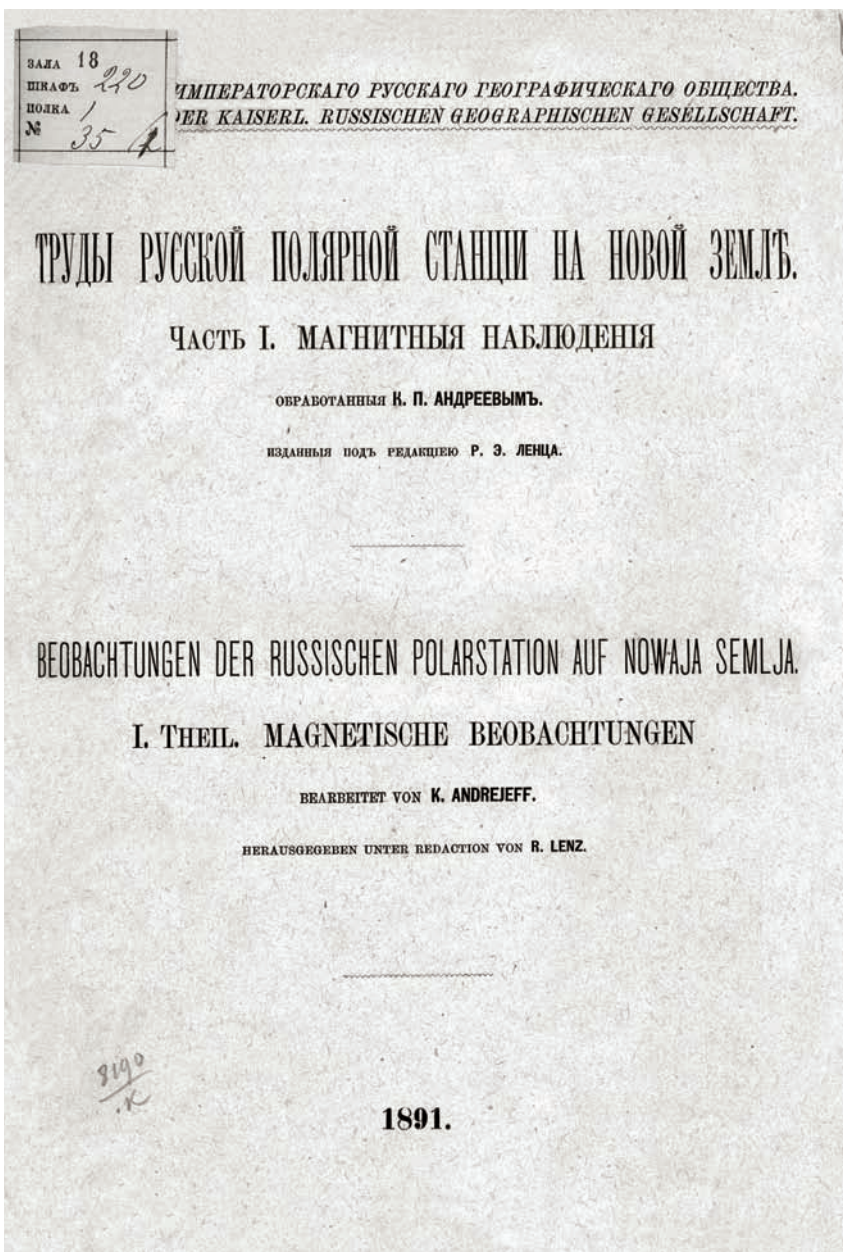 ЗАЛА 18
ШКАФЪ 220
ПОЛКА 1
№ 35
ИМПЕРАТОРСКАГО РУССКАГО ГЕОГРАФИЧЕСКАГО ОБЩЕСТВА.
DER KAISERL. RUSSISCHEN GEOGRAPHISCHEN GESELLSCHAFT.
ТРУДЫ РУССКОЙ ПОЛЯРНОЙ СТАНЦІИ НА НОВОЙ ЗЕМЛѢ.
ЧАСТЬ I. МАГНИТНЫЯ НАБЛЮДЕНІЯ
ОБРАБОТАННЫЯ К. П. АНДРЕЕВЫМЪ.
ИЗДАННЫЯ ПОДЪ РЕДАКЦІЕЮ Р. Э. ЛЕНЦА.
BEOBACHTUNGEN DER RUSSISCHEN POLARSTATION AUF NOWAJA SEMLJA.
I. THEIL. MAGNETISCHE BEOBACHTUNGEN
BEARBEITET VON K. ANDREJEFF.
HERAUSGEGEBEN UNTER REDACTION VON R. LENZ.
8190
К
1891.